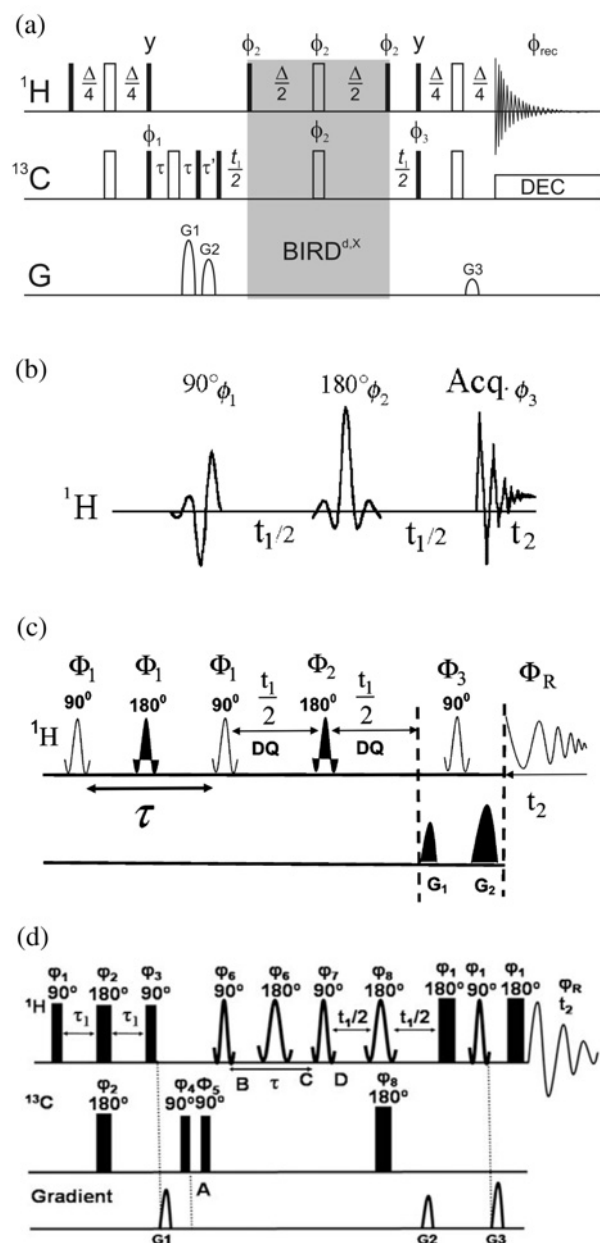 (a)
y ϕ₂ ϕ₂ ϕ₂ y ϕrec
¹H Δ/4 Δ/4 Δ/2 Δ/2 Δ/4 Δ/4
ϕ₁ ϕ₂ ϕ₃
¹³C τ τ τ' t₁/2 t₁/2 DEC
G1 G2 G3
G BIRD^d,X
(b)
90°ϕ₁ 180°ϕ₂ Acq. ϕ₃
¹H t₁/2 t₁/2 t₂
(c)
Φ₁ Φ₁ Φ₁ Φ₂ Φ₃ Φ_R
90⁰ 180⁰ 90⁰ t₁/2 180⁰ t₁/2 90⁰
¹H DQ DQ
τ t₂
G₁ G₂
(d)
φ₁ φ₂ φ₃ φ₆ φ₆ φ₇ φ₈ φ₁ φ₁ φ₁ φ_R
¹H 90° 180° 90° 90° 180° 90° 180° 180° 90° 180° t₂
τ₁ τ₁ t₁/2 t₁/2
B τ C D
φ₂ φ₄ Φ₅ φ₈
¹³C 180° 90° 90° 180°
A
Gradient
G1 G2 G3